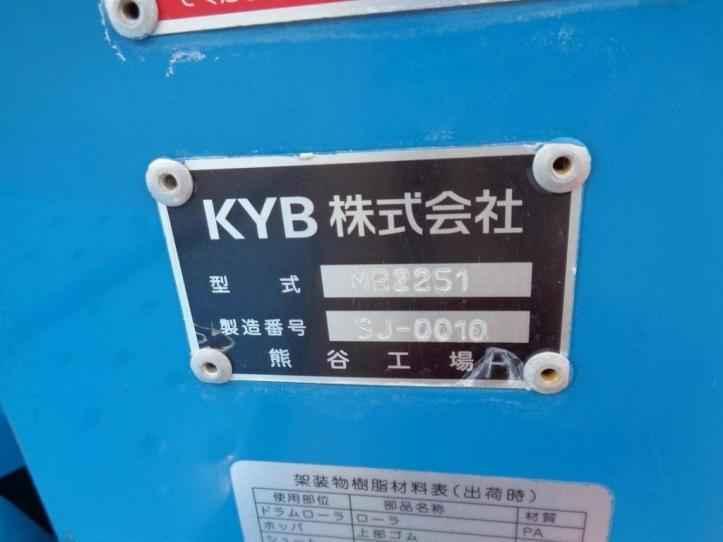 KYB 株式会社
型 式 MR2251
製造番号 SJ-0010
熊 谷 工 場
架装物樹脂材料表(出荷時)
使用部位 部品名称 材質
ドラムローラ ローラ PA
ホッパ 上部ゴム